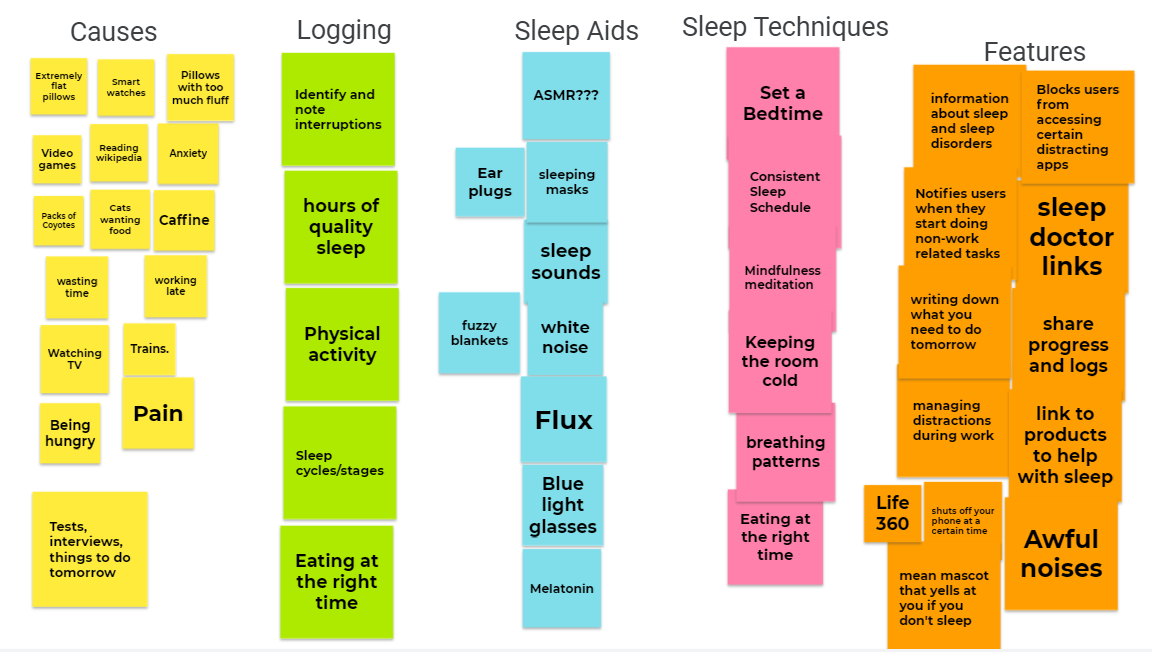 Causes
Extremely
flat
pillows
Smart
watches
Pillows
with too
much fluff
Video
games
Reading
wikipedia
Anxiety
Packs of
Coyotes
Cats
wanting
food
Caffine
wasting
time
working
late
Watching
TV
Trains.
Being
hungry
Pain
Tests,
interviews,
things to do
tomorrow
Logging
Identify and
note
interruptions
hours of
quality
sleep
Physical
activity
Sleep
cycles/stages
Eating at
the right
time
Sleep Aids
ASMR???
Ear
plugs
sleeping
masks
sleep
sounds
fuzzy
blankets
white
noise
Flux
Blue
light
glasses
Melatonin
Sleep Techniques
Set a
Bedtime
Consistent
Sleep
Schedule
Mindfulness
meditation
Keeping
the room
cold
breathing
patterns
Eating at
the right
time
Features
information
about sleep
and sleep
disorders
Blocks users
from
accessing
certain
distracting
apps
Notifies users
when they
start doing
non-work
related tasks
sleep
doctor
links
writing down
what you
need to do
tomorrow
share
progress
and logs
managing
distractions
during work
link to
products
to help
with sleep
Life
360
shuts off your
phone at a
certain time
Awful
noises
mean mascot
that yells at
you if you
don't sleep